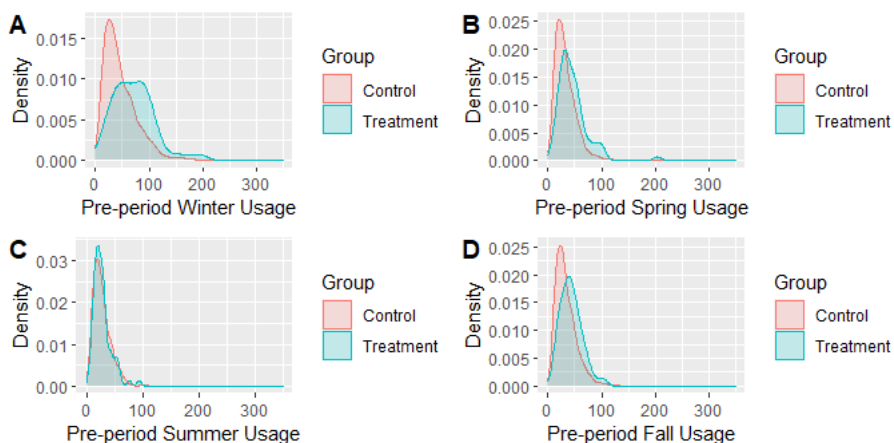 A
0.015
0.010
0.005
0.000
Density
0 100 200 300
Pre-period Winter Usage
Group
Control
Treatment
B
0.025
0.020
0.015
0.010
0.005
0.000
Density
0 100 200 300
Pre-period Spring Usage
Group
Control
Treatment
C
0.03
0.02
0.01
0.00
Density
0 100 200 300
Pre-period Summer Usage
Group
Control
Treatment
D
0.025
0.020
0.015
0.010
0.005
0.000
Density
0 100 200 300
Pre-period Fall Usage
Group
Control
Treatment